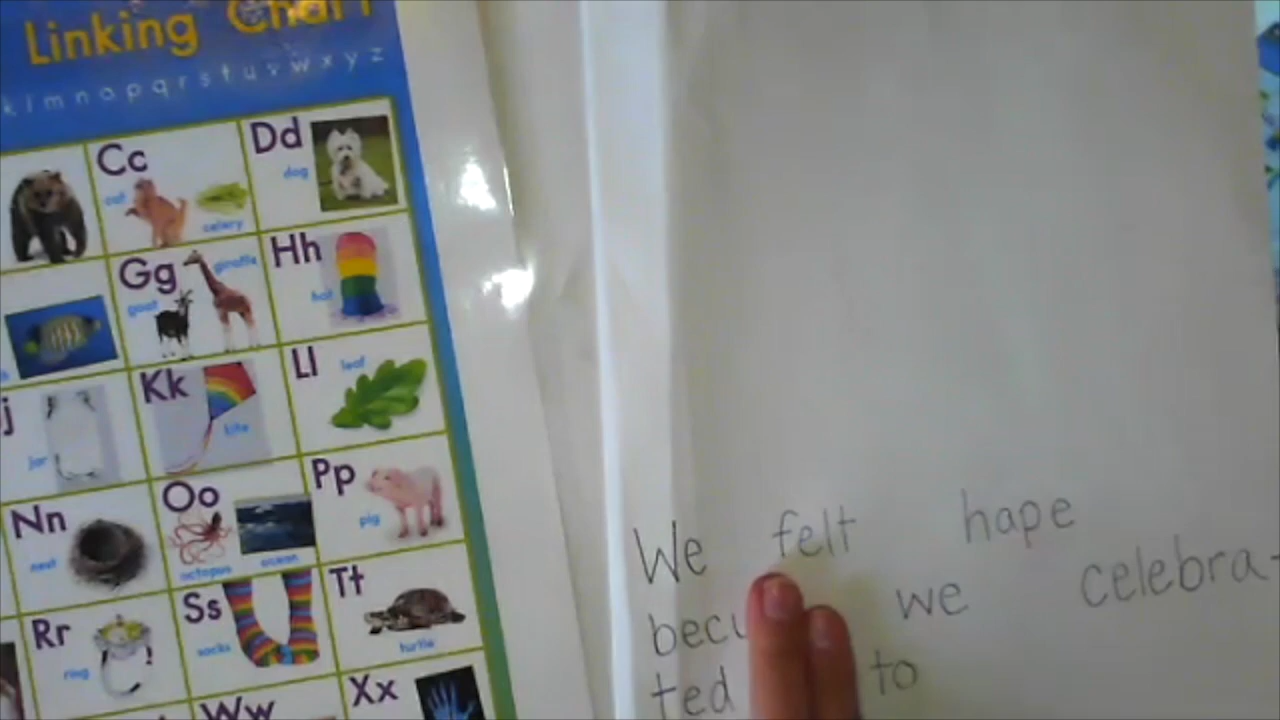 Linking Chart
k l m n o p q r s t u v w x y z
Cc
cat
celery
Dd
dog
Gg
goat
giraffe
Hh
hat
j
jar
Kk
kite
Ll
leaf
Nn
nest
Oo
octopus
ocean
Pp
pig
Rr
ring
Ss
socks
Tt
turtle
Ww
Xx
We felt hape
we celebra-
ted to